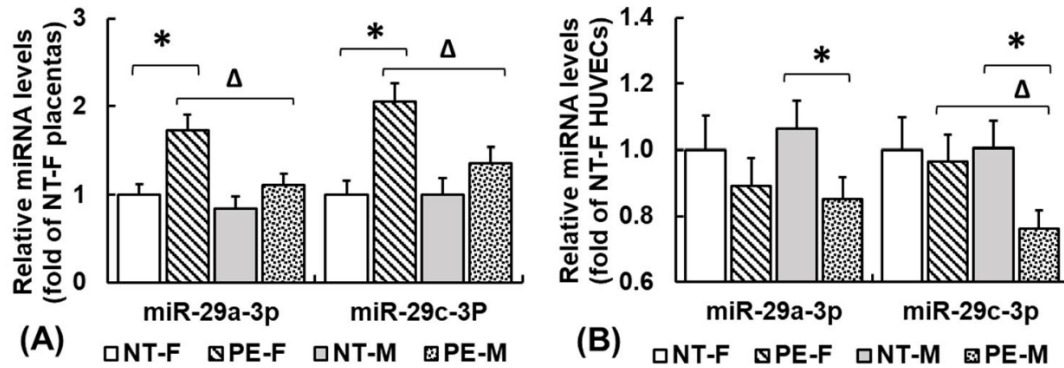 Relative miRNA levels
(fold of NT-F placentas)
3
2
1
0
*
Δ
*
Δ
miR-29a-3p
miR-29c-3P
(A)
NT-F
PE-F
NT-M
PE-M
Relative miRNA levels
(fold of NT-F HUVECs)
1.4
1.2
1.0
0.8
0.6
*
*
Δ
miR-29a-3p
miR-29c-3p
(B)
NT-F
PE-F
NT-M
PE-M